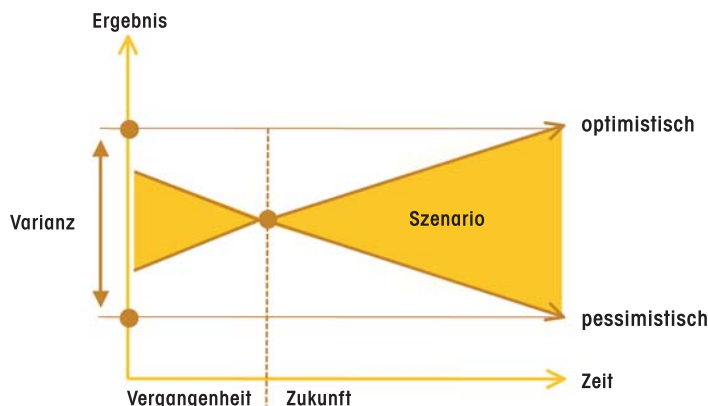 Ergebnis
optimistisch
Varianz
Szenario
pessimistisch
Zeit
Vergangenheit
Zukunft